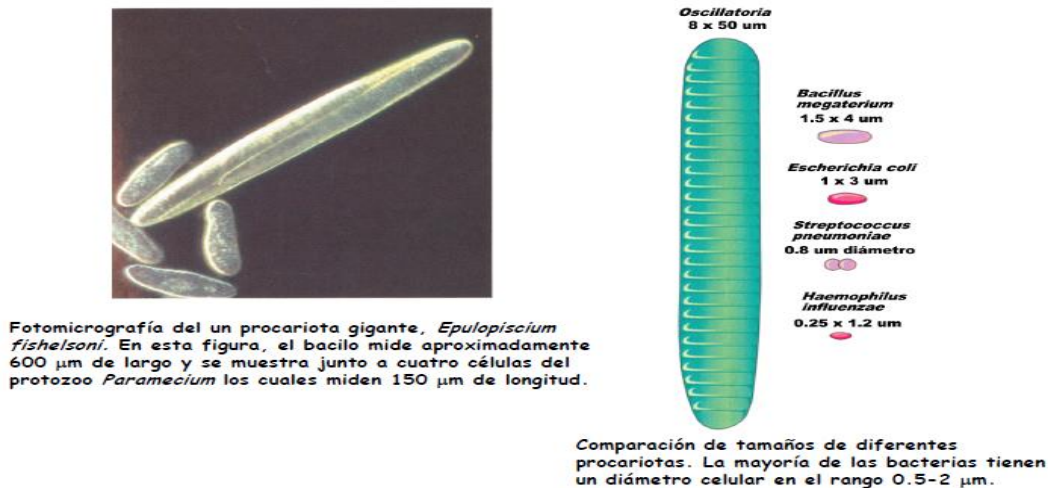 Fotomicrografía del un procariota gigante, Epulopiscium
fishelsoni. En esta figura, el bacilo mide aproximadamente
600 μm de largo y se muestra junto a cuatro células del
protozoo Paramecium los cuales miden 150 μm de longitud.
Oscillatoria
8 x 50 um
Bacillus
megaterium
1.5 x 4 um
Escherichia coli
1 x 3 um
Streptococcus
pneumoniae
0.8 um diámetro
Haemophilus
influenzae
0.25 x 1.2 um
Comparación de tamaños de diferentes
procariotas. La mayoría de las bacterias tienen
un diámetro celular en el rango 0.5-2 μm.